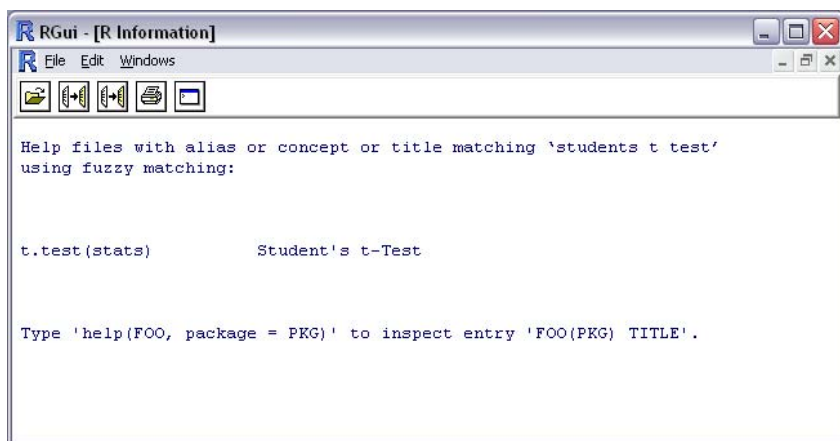 RGui - [R Information]
File Edit Windows
Help files with alias or concept or title matching ‘students t test’
using fuzzy matching:
t.test(stats) Student's t-Test
Type 'help(FOO, package = PKG)' to inspect entry 'FOO(PKG) TITLE'.